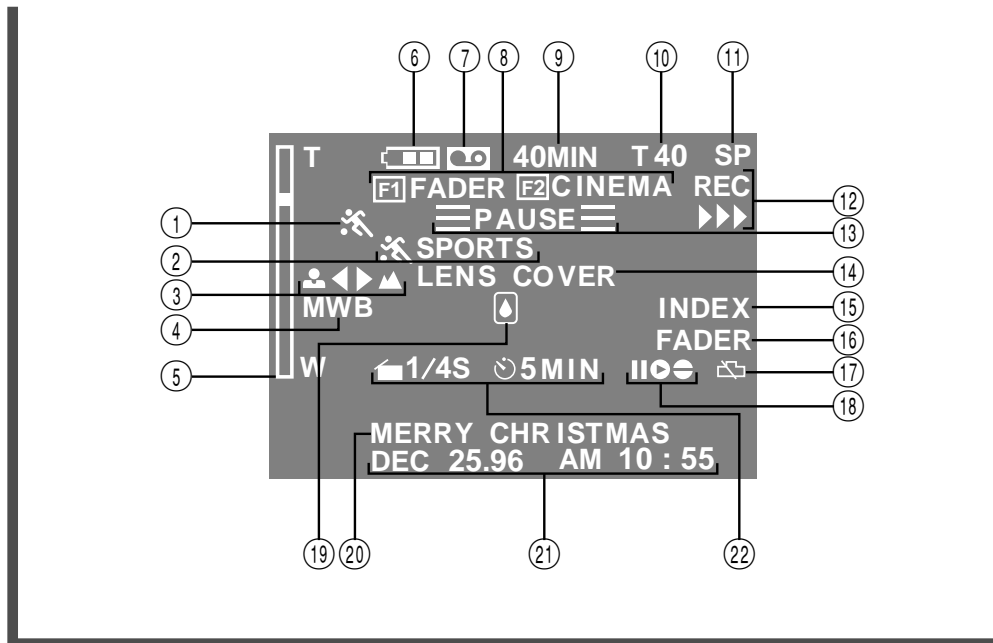 6 7 8 9 10 11
T 40MIN T 40 SP
F1 FADER F2 CINEMA REC
12
1 PAUSE
13
2 SPORTS
3 LENS COVER 14
4 MWB INDEX 15
FADER 16
5 W 1/4S 5MIN 17
18
MERRY CHRISTMAS
DEC 25.96 AM 10 : 55
19 20 21 22